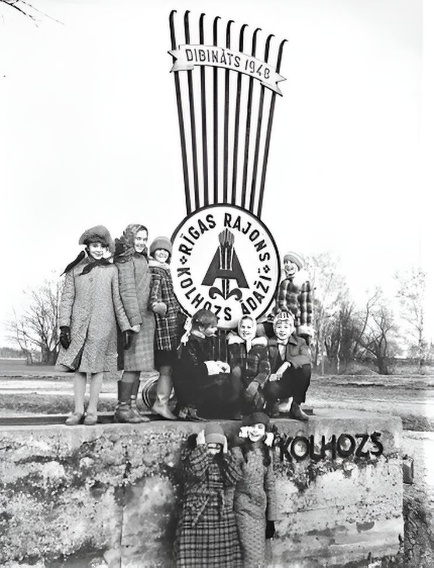 DIBINĀTS 1948
RĪGAS RAJONS
KOLHOZS ĀDAŽI
A
KOLHOZS